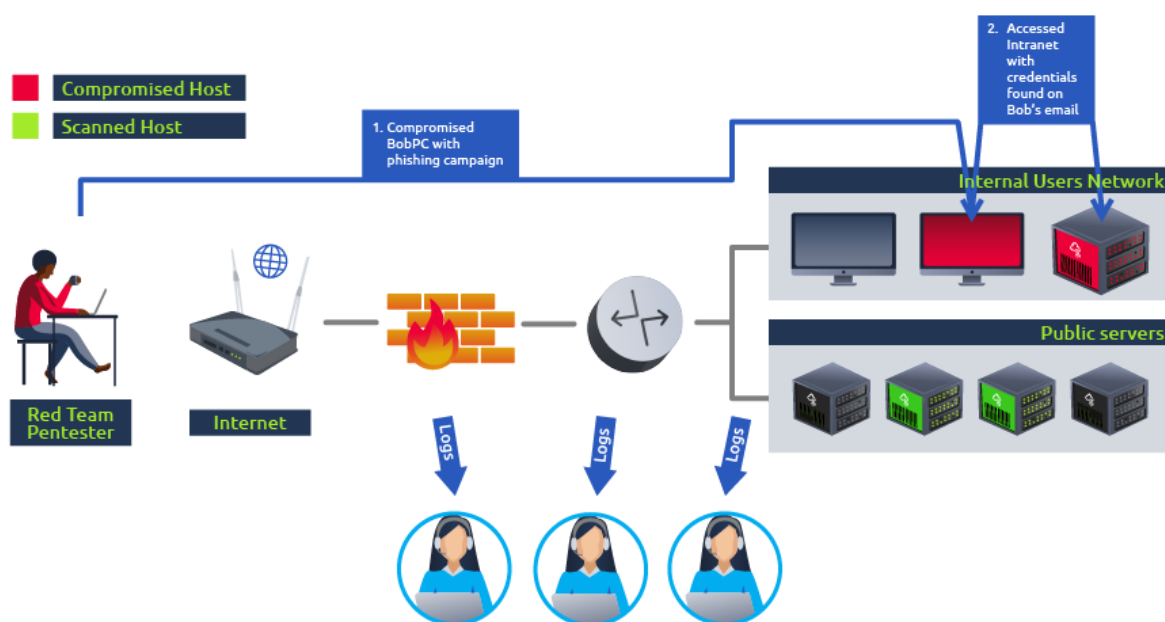 Compromised Host
Scanned Host
1. Compromised
BobPC with
phishing campaign
2. Accessed
Intranet
with
credentials
found on
Bob's email
Internal Users Network
Public servers
Red Team
Pentester
Internet
Logs
Logs
Logs